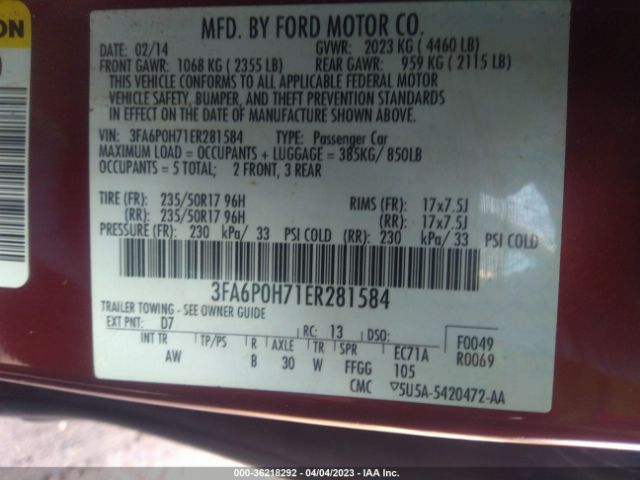 ON
MFD. BY FORD MOTOR CO.
DATE: 02/14 GVWR: 2023 KG ( 4460 LB)
FRONT GAWR: 1068 KG ( 2355 LB) REAR GAWR: 959 KG ( 2115 LB)
THIS VEHICLE CONFORMS TO ALL APPLICABLE FEDERAL MOTOR
VEHICLE SAFETY, BUMPER, AND THEFT PREVENTION STANDARDS
IN EFFECT ON THE DATE OF MANUFACTURE SHOWN ABOVE.
VIN: 3FA6P0H71ER281584 TYPE: Passenger Car
MAXIMUM LOAD = OCCUPANTS + LUGGAGE = 385KG/ 850LB
OCCUPANTS = 5 TOTAL; 2 FRONT, 3 REAR
TIRE (FR): 235/50R17 96H RIMS (FR): 17x7.5J
(RR): 235/50R17 96H (RR): 17x7.5J
PRESSURE (FR): 230 kPa/ 33 PSI COLD (RR): 230 kPa/ 33 PSI COLD
3FA6P0H71ER281584
TRAILER TOWING - SEE OWNER GUIDE
EXT PNT: D7 RC: 13 DSO: F0049
INT TR TP/PS R AXLE TR SPR EC71A R0069
AW B 30 W FFGG 105
CMC ▽5U5A-5420472-AA
000-36218292 - 04/04/2023 - IAA Inc.